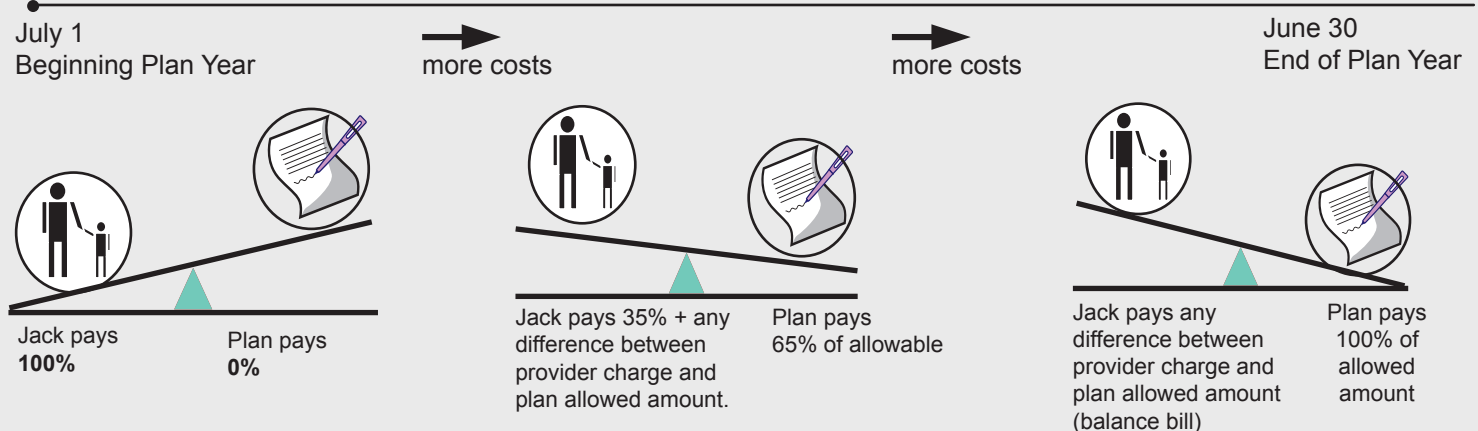 July 1
Beginning Plan Year
more costs
more costs
June 30
End of Plan Year
Jack pays
100%
Plan pays
0%
Jack pays 35% + any
difference between
provider charge and
plan allowed amount.
Plan pays
65% of allowable
Jack pays any
difference between
provider charge and
plan allowed amount
(balance bill)
Plan pays
100% of
allowed
amount